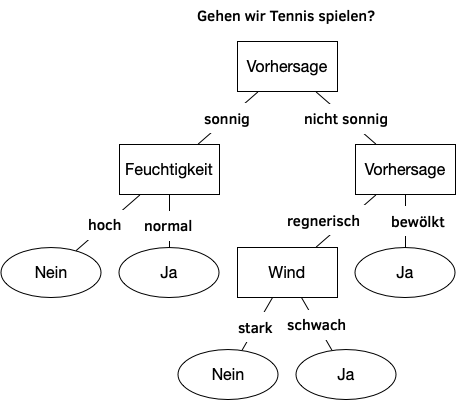 Gehen wir Tennis spielen?
Vorhersage
sonnig
nicht sonnig
Feuchtigkeit
Vorhersage
hoch
normal
regnerisch
bewölkt
Nein
Ja
Wind
Ja
stark
schwach
Nein
Ja